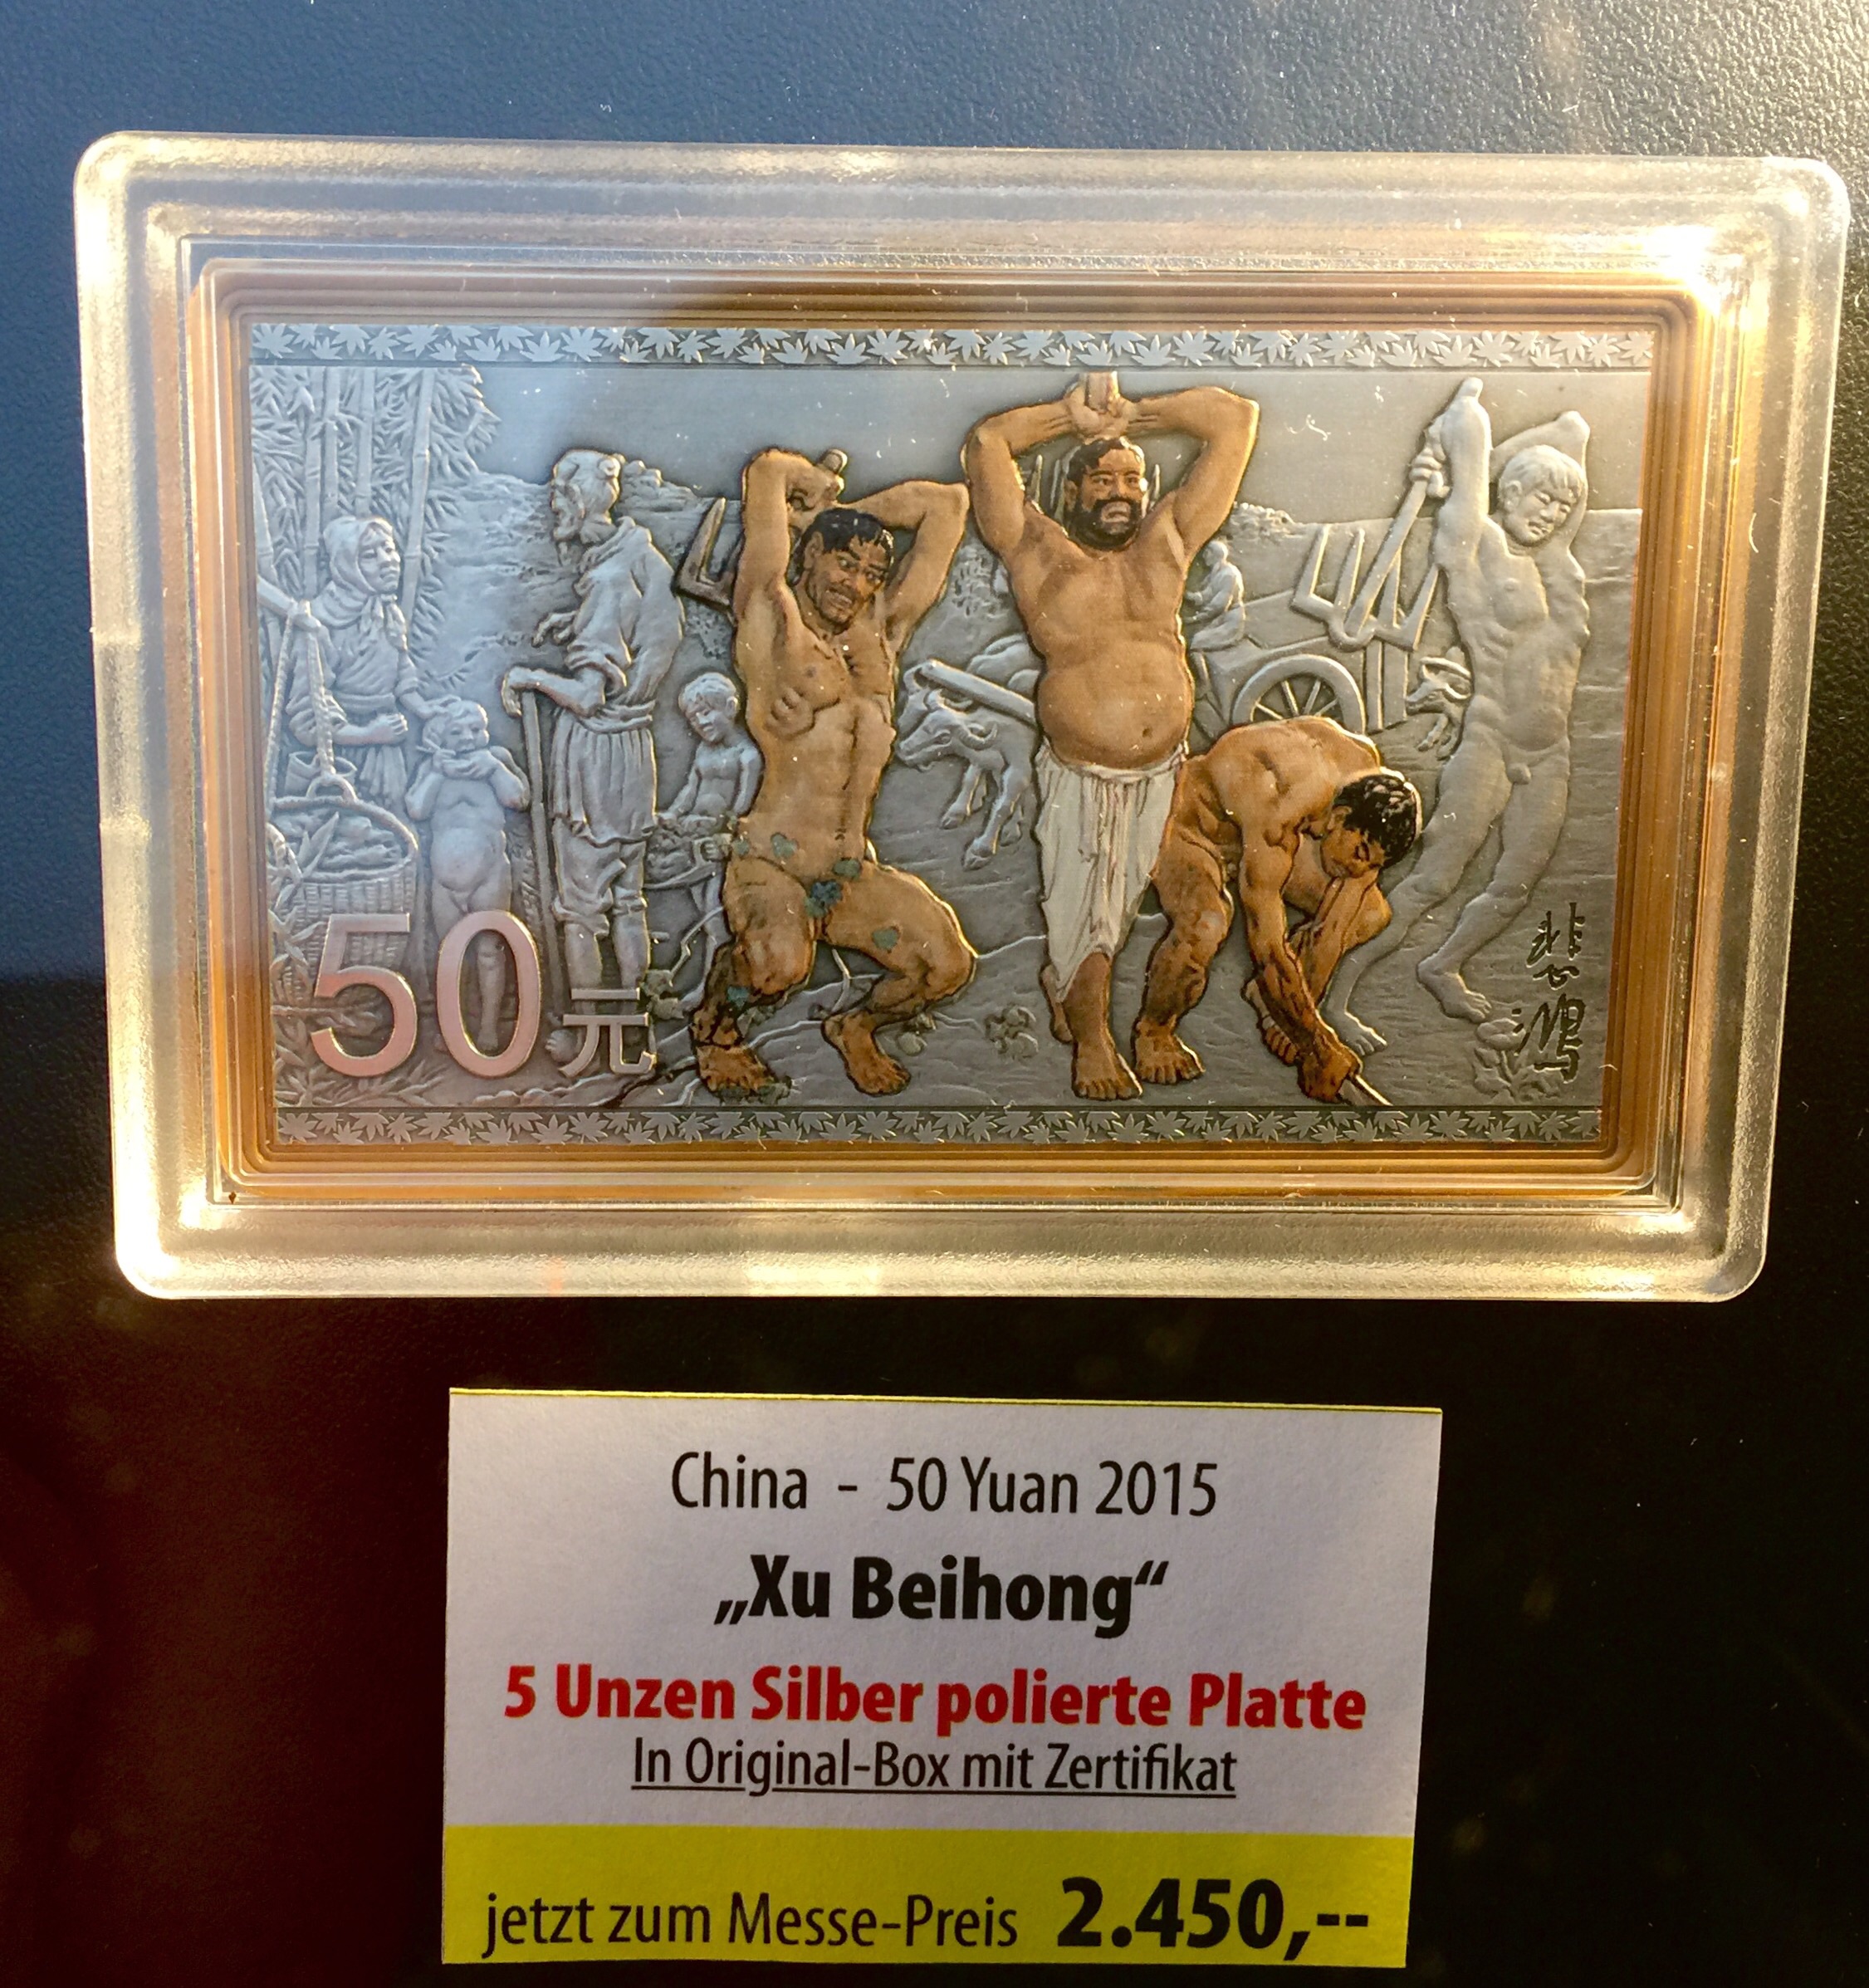 50元
悲鴻
China - 50 Yuan 2015
„Xu Beihong“
5 Unzen Silber polierte Platte
In Original-Box mit Zertifikat
jetzt zum Messe-Preis 2.450,--